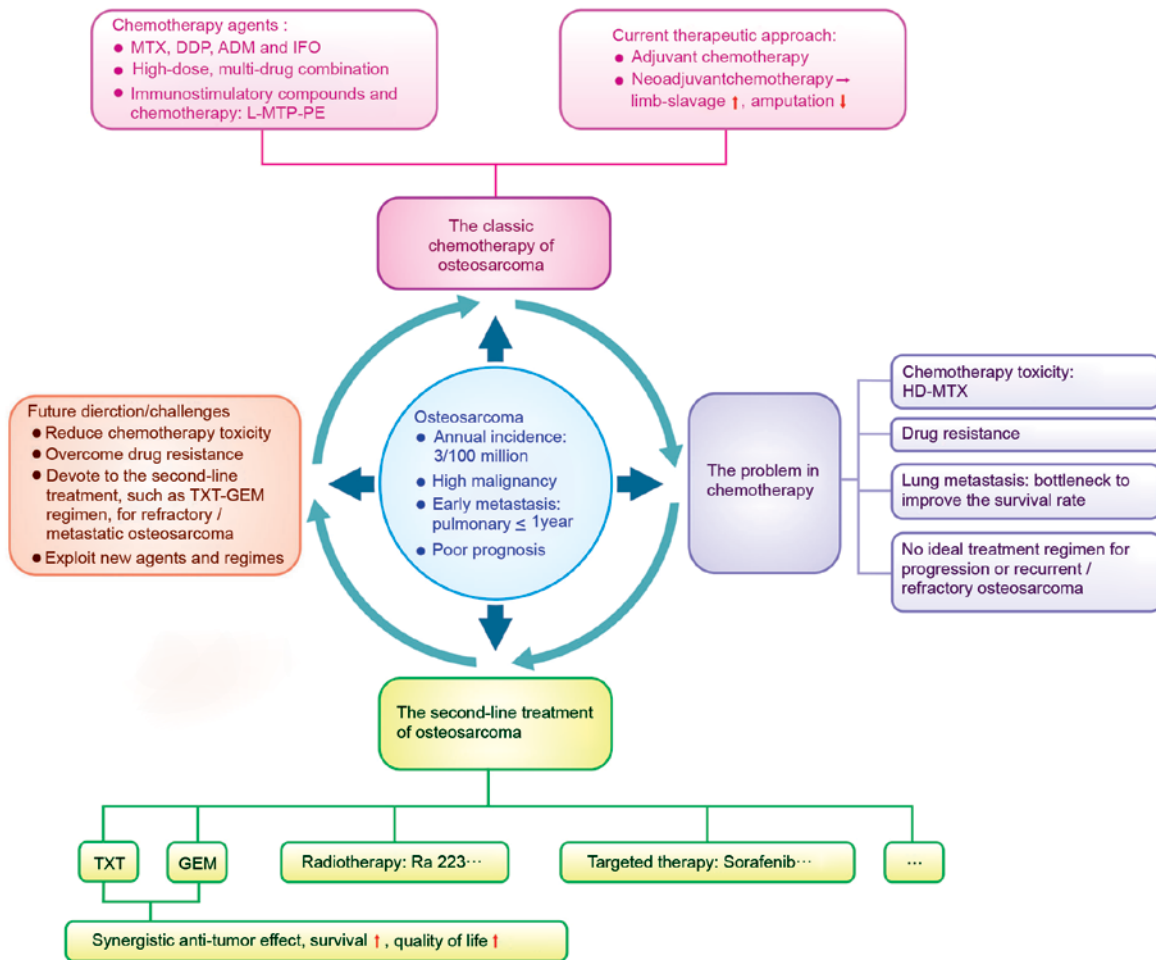 Chemotherapy agents :
● MTX, DDP, ADM and IFO
● High-dose, multi-drug combination
● Immunostimulatory compounds and
chemotherapy: L-MTP-PE
Current therapeutic approach:
● Adjuvant chemotherapy
● Neoadjuvantchemotherapy →
limb-slavage ↑, amputation ↓
The classic
chemotherapy of
osteosarcoma
Future dierction/challenges
● Reduce chemotherapy toxicity
● Overcome drug resistance
● Devote to the second-line
treatment, such as TXT-GEM
regimen, for refractory /
metastatic osteosarcoma
● Exploit new agents and regimes
Osteosarcoma
● Annual incidence:
3/100 million
● High malignancy
● Early metastasis:
pulmonary ≤ 1year
● Poor prognosis
The problem in
chemotherapy
Chemotherapy toxicity:
HD-MTX
Drug resistance
Lung metastasis: bottleneck to
improve the survival rate
No ideal treatment regimen for
progression or recurrent /
refractory osteosarcoma
The second-line treatment
of osteosarcoma
TXT
GEM
Radiotherapy: Ra 223⋯
Targeted therapy: Sorafenib⋯
⋯
Synergistic anti-tumor effect, survival ↑, quality of life ↑